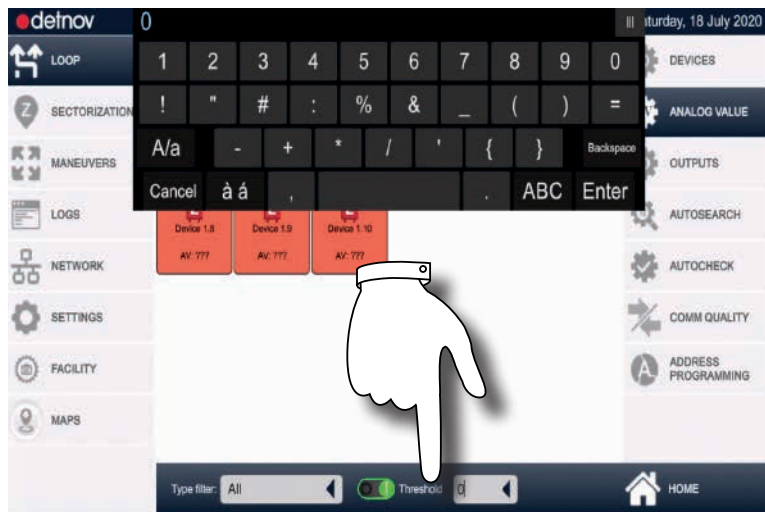 detnov
0
|||
turday, 18 July 2020
LOOP
SECTORIZATION
MANEUVERS
LOGS
NETWORK
SETTINGS
FACILITY
MAPS
1 2 3 4 5 6 7 8 9 0
! " # : % & _ ( ) =
A/a - + * / ' { } Backspace
Cancel à á , . ABC Enter
Device 1.8 Device 1.9 Device 1.10
AV: ??? AV: ??? AV: ???
DEVICES
ANALOG VALUE
OUTPUTS
AUTOSEARCH
AUTOCHECK
COMM QUALITY
ADDRESS
PROGRAMMING
Type filter: All Threshold 0
HOME